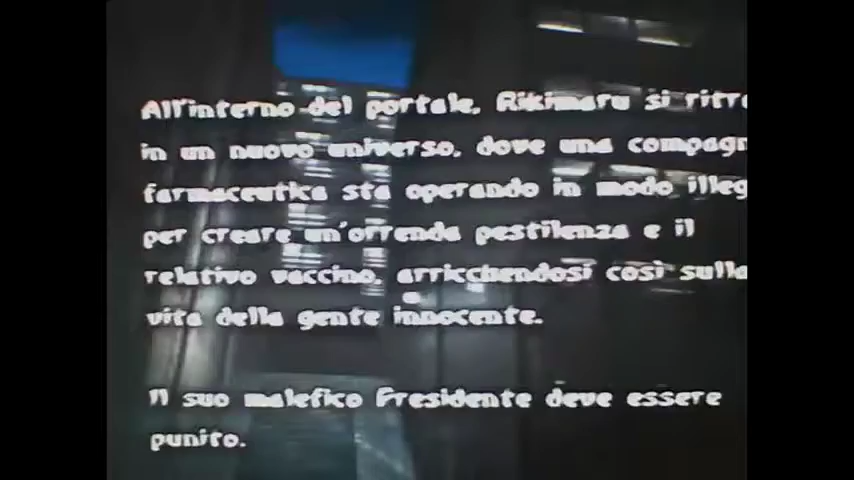 All'interno del portale, Rikimaru si ritr
in un nuovo universo, dove una compagn
farmaceutica sta operando in modo illeg
per creare un'orrenda pestilenza e il
relativo vaccino, arricchendosi così sulla
vita della gente innocente.
Il suo malefico Presidente deve essere
punito.